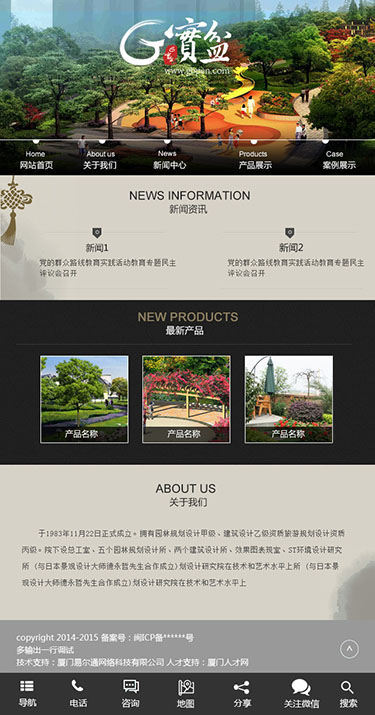 G 實盆
Home About us News Products Case
网站首页 关于我们 新闻中心 产品展示 案例展示
NEWS INFORMATION
新闻资讯
新闻1 新闻2
党的群众路线教育实践活动教育专题民主 党的群众路线教育实践活动教育专题民主
评议会召开 评议会召开
NEW PRODUCTS
最新产品
产品名称 产品名称 产品名称
ABOUT US
关于我们
于1983年11月22日正式成立。拥有园林规划设计甲级、建筑设计乙级资质旅游规划设计资质
丙级。院下设总工室、五个园林规划设计所、两个建筑设计所、效果图表现室、ST环境设计研究
所 (与日本景观设计大师德永哲先生合作成立)划设计研究院在技术和艺术水平上所 (与日本景
观设计大师德永哲先生合作成立)划设计研究院在技术和艺术水平上
copyright 2014-2015 备案号：闽ICP备******号
多输出一行调试
技术支持：厦门易尔通网络科技有限公司 人才支持：厦门人才网
导航 电话 咨询 地图 分享 关注微信 搜索